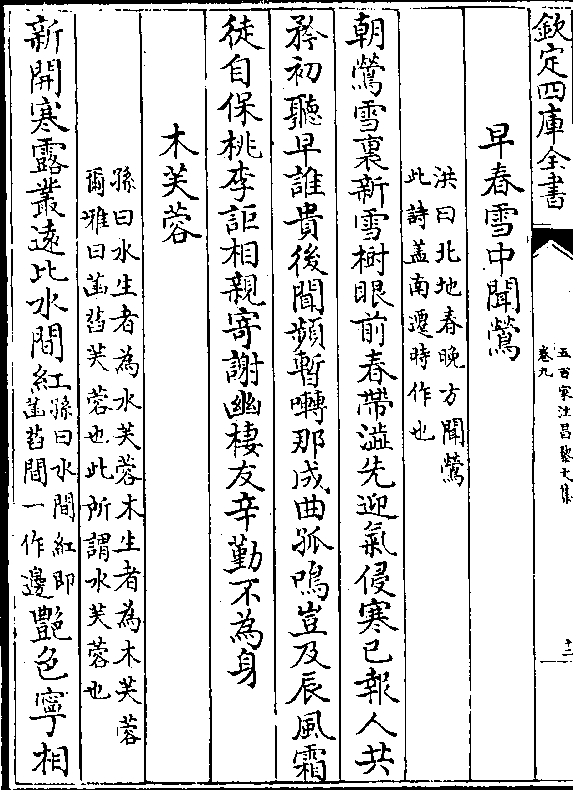 欽定四庫全書
五百家注昌黎文集
卷九
早春雪中聞鶯
洪曰北地春晚方聞鶯
此詩盖南遷時作也
朝鶯雪裏新雪樹眼前春帶澁先迎氣侵寒已報人共
矜初聽早誰貴後聞頻暫囀那成曲孤鳴豈及辰風霜
徒自保桃李詎相親寄謝幽棲友辛勤不為身
木芙蓉
孫曰水生者為水芙蓉木生者為木芙蓉
爾雅曰菡萏芙蓉也此所謂水芙蓉也
新開寒露叢遠比水間紅孫曰水間紅即菡萏間一作邊艶色寧相